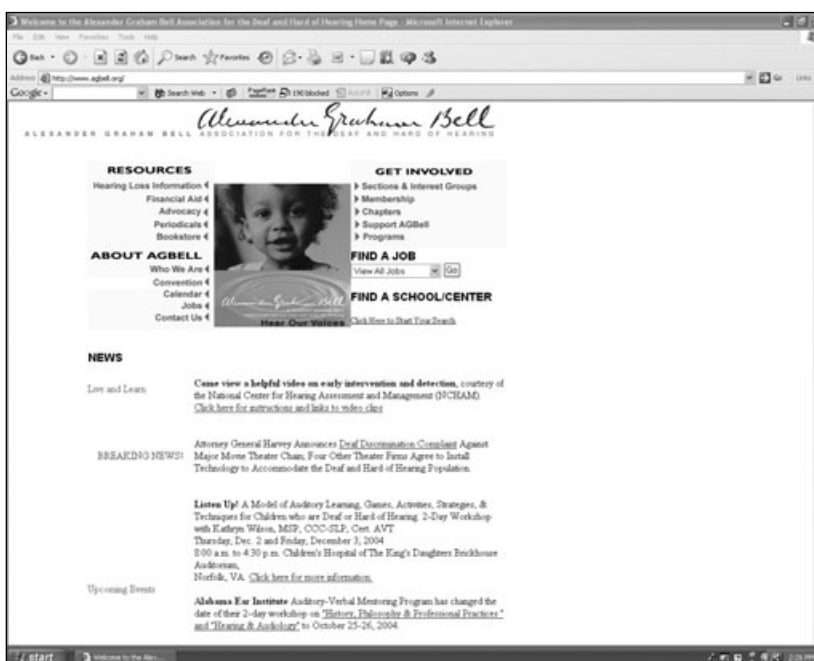 Welcome to the Alexander Graham Bell Association for the Deaf and Hard of Hearing Home Page - Microsoft Internet Explorer
File Edit View Favorites Tools Help
Back Search Favorites
Address http://www.agbell.org/ Go Links
Google Search Web PageRank 190 blocked AutoFill Options
Alexander Graham Bell
ALEXANDER GRAHAM BELL ASSOCIATION FOR THE DEAF AND HARD OF HEARING
RESOURCES
Hearing Loss Information
Financial Aid
Advocacy
Periodicals
Bookstore
ABOUT AGBELL
Who We Are
Convention
Calendar
Jobs
Contact Us
Alexander Graham Bell
Hear Our Voices
GET INVOLVED
Sections & Interest Groups
Membership
Chapters
Support AGBell
Programs
FIND A JOB
View All Jobs Go
FIND A SCHOOL/CENTER
Click Here to Start Your Search
NEWS
Live and Learn
Come view a helpful video on early intervention and detection, courtesy of
the National Center for Hearing Assessment and Management (NCHAM)
Click here for instructions and links to video clips
BREAKING NEWS!
Attorney General Harvey Announces Deaf Discrimination Complaint Against
Major Movie Theater Chain; Four Other Theater Firms Agree to Install
Technology to Accommodate the Deaf and Hard of Hearing Population.
Listen Up! A Model of Auditory Learning, Games, Activities, Strategies, &
Techniques for Children who are Deaf or Hard of Hearing. 2-Day Workshop
with Kathryn Wilson, MSP, CCC-SLP, Cert. AVT
Thursday, Dec. 2 and Friday, December 3, 2004
8:00 a.m. to 4:30 p.m. Children's Hospital of The King's Daughters Brickhouse
Auditorium,
Norfolk, VA. Click here for more information.
Upcoming Events
Alabama Ear Institute Auditory-Verbal Mentoring Program has changed the
date of their 2-day workshop on "History, Philosophy & Professional Practices "
and "Hearing & Audiology" to October 25-26, 2004.
start Welcome to the Alex... 2:26 PM